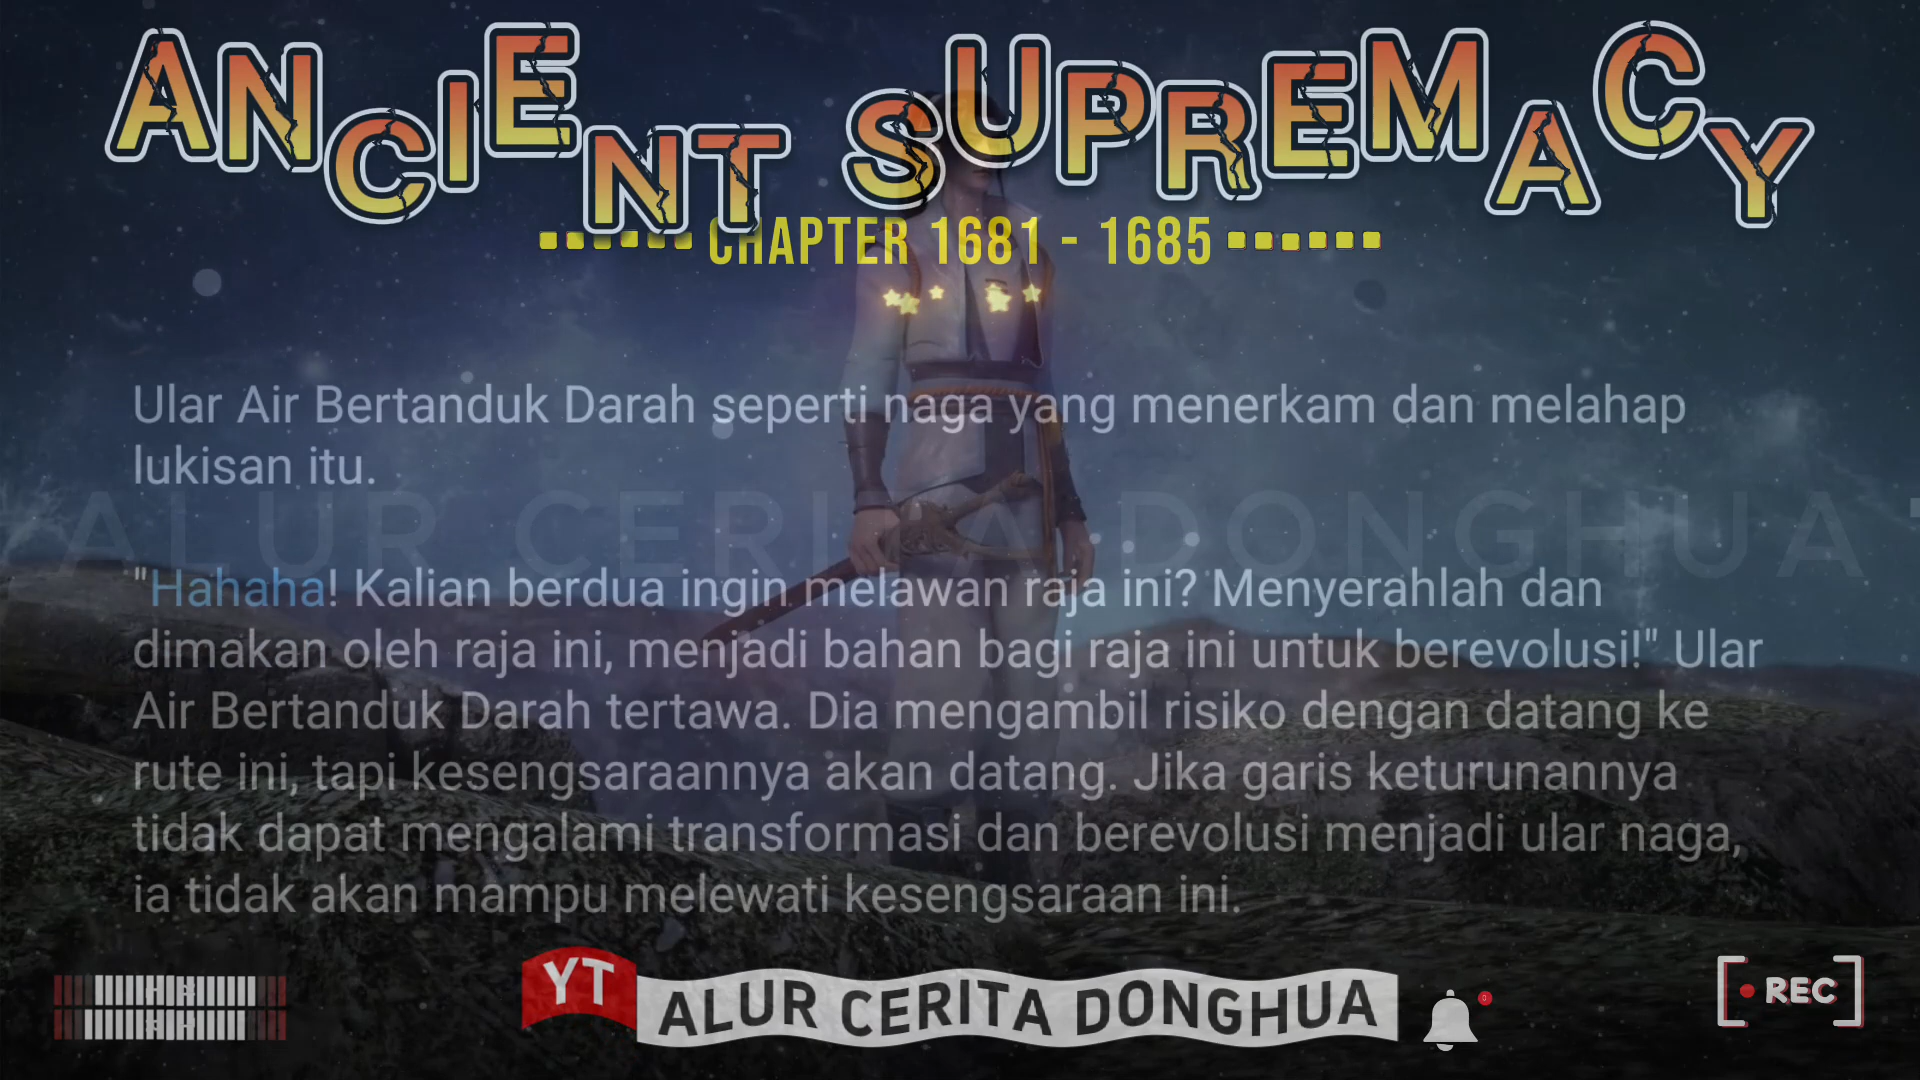 ANCIENT SUPREMACY
CHAPTER 1681 - 1685
Ular Air Bertanduk Darah seperti naga yang menerkam dan melahap
lukisan itu.
ALUR CERITA DONGHUA
"Hahaha! Kalian berdua ingin melawan raja ini? Menyerahlah dan
dimakan oleh raja ini, menjadi bahan bagi raja ini untuk berevolusi!" Ular
Air Bertanduk Darah tertawa. Dia mengambil risiko dengan datang ke
rute ini, tapi kesengsaraannya akan datang. Jika garis keturunannya
tidak dapat mengalami transformasi dan berevolusi menjadi ular naga,
ia tidak akan mampu melewati kesengsaraan ini.
YT ALUR CERITA DONGHUA
REC